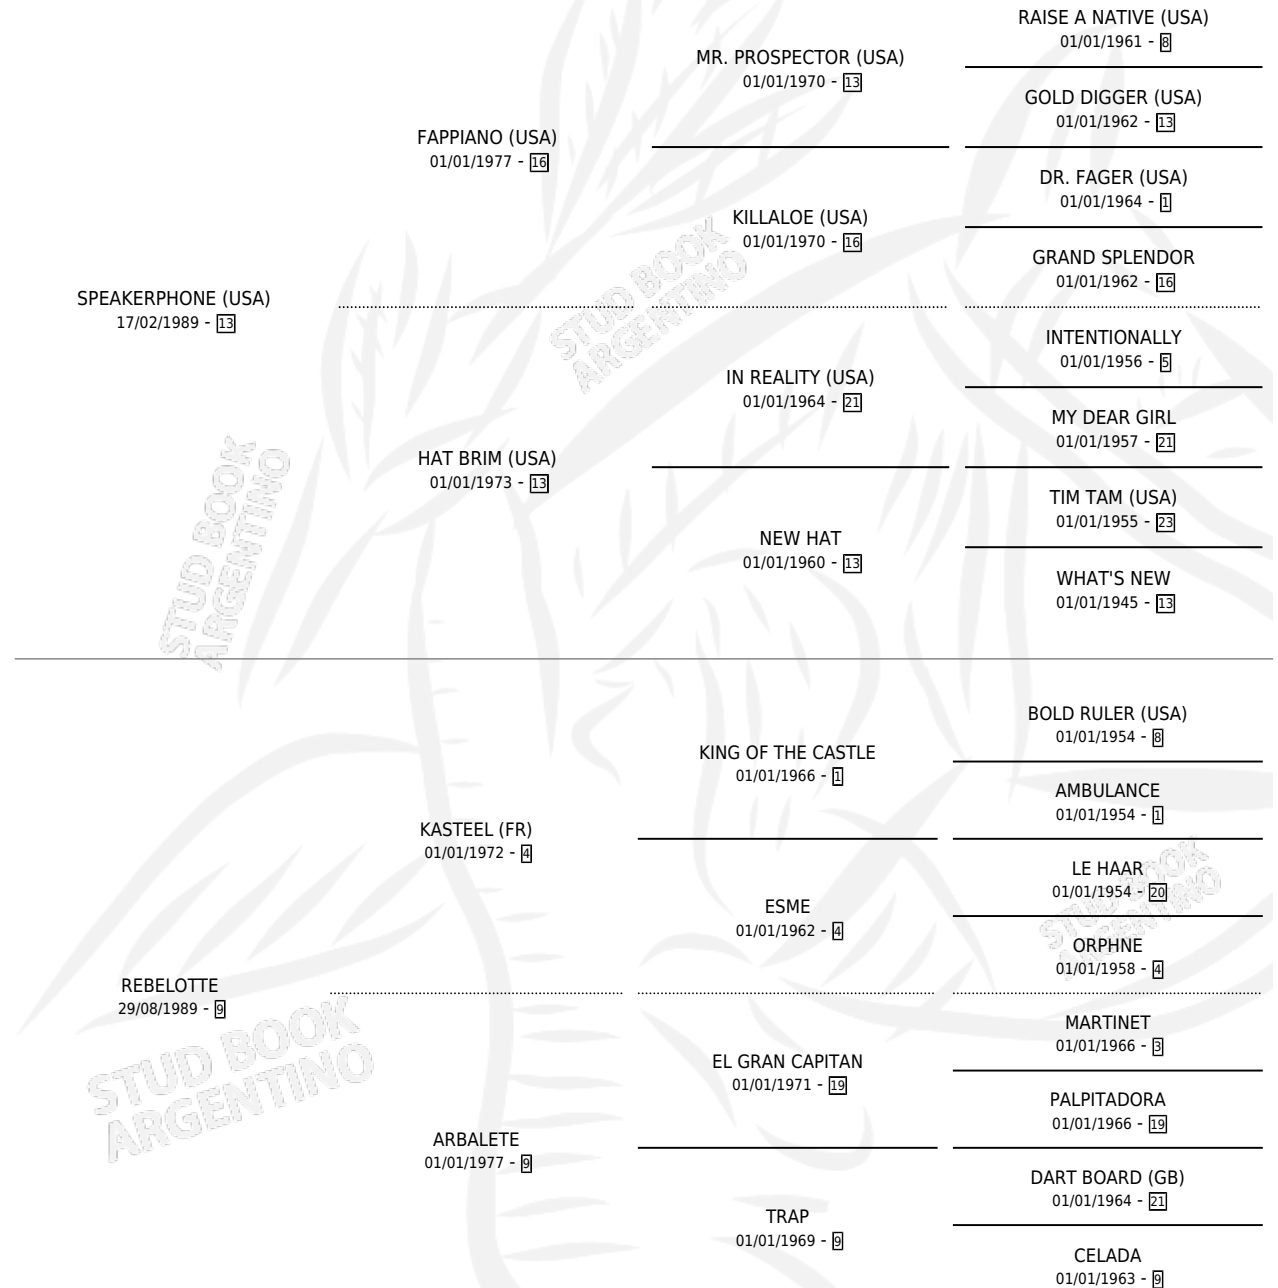 RAISE A NATIVE (USA)
01/01/1961 - 8
MR. PROSPECTOR (USA)
01/01/1970 - 13
GOLD DIGGER (USA)
01/01/1962 - 13
FAPPIANO (USA)
01/01/1977 - 16
DR. FAGER (USA)
01/01/1964 - 1
KILLALOE (USA)
01/01/1970 - 16
GRAND SPLENDOR
01/01/1962 - 16
SPEAKERPHONE (USA)
17/02/1989 - 13
INTENTIONALLY
01/01/1956 - 5
IN REALITY (USA)
01/01/1964 - 21
MY DEAR GIRL
01/01/1957 - 21
HAT BRIM (USA)
01/01/1973 - 13
TIM TAM (USA)
01/01/1955 - 23
NEW HAT
01/01/1960 - 13
WHAT'S NEW
01/01/1945 - 13
BOLD RULER (USA)
01/01/1954 - 8
KING OF THE CASTLE
01/01/1966 - 1
AMBULANCE
01/01/1954 - 1
KASTEEL (FR)
01/01/1972 - 4
LE HAAR
01/01/1954 - 20
ESME
01/01/1962 - 4
ORPHNE
01/01/1958 - 4
REBELOTTE
29/08/1989 - 9
MARTINET
01/01/1966 - 3
EL GRAN CAPITAN
01/01/1971 - 19
PALPITADORA
01/01/1966 - 19
ARBALETE
01/01/1977 - 9
DART BOARD (GB)
01/01/1964 - 21
TRAP
01/01/1969 - 9
CELADA
01/01/1963 - 9
STUD BOOK
ARGENTINO
STUD BOOK
ARGENTINO
STUD BOOK
ARGENTINO
STUD BOOK
ARGENTINO